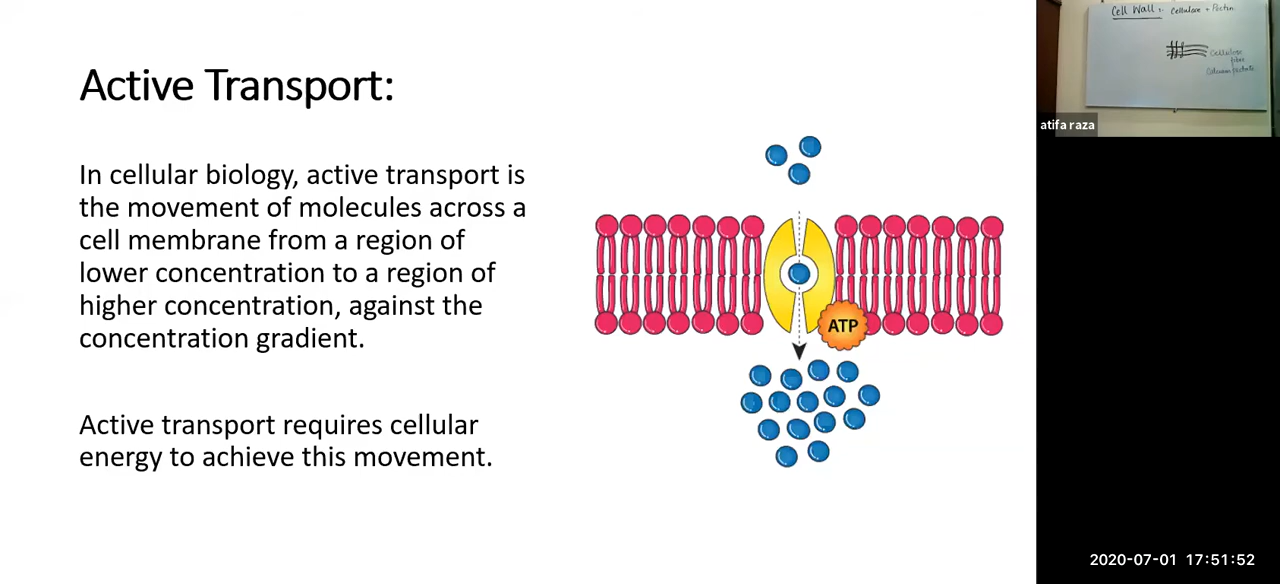 Active Transport:
In cellular biology, active transport is
the movement of molecules across a
cell membrane from a region of
lower concentration to a region of
higher concentration, against the
concentration gradient.
Active transport requires cellular
energy to achieve this movement.
ATP
Cell Wall :- Cellulose + Pectin
Cellulose
fibre
Calcium pectate
atifa raza
2020-07-01 17:51:52